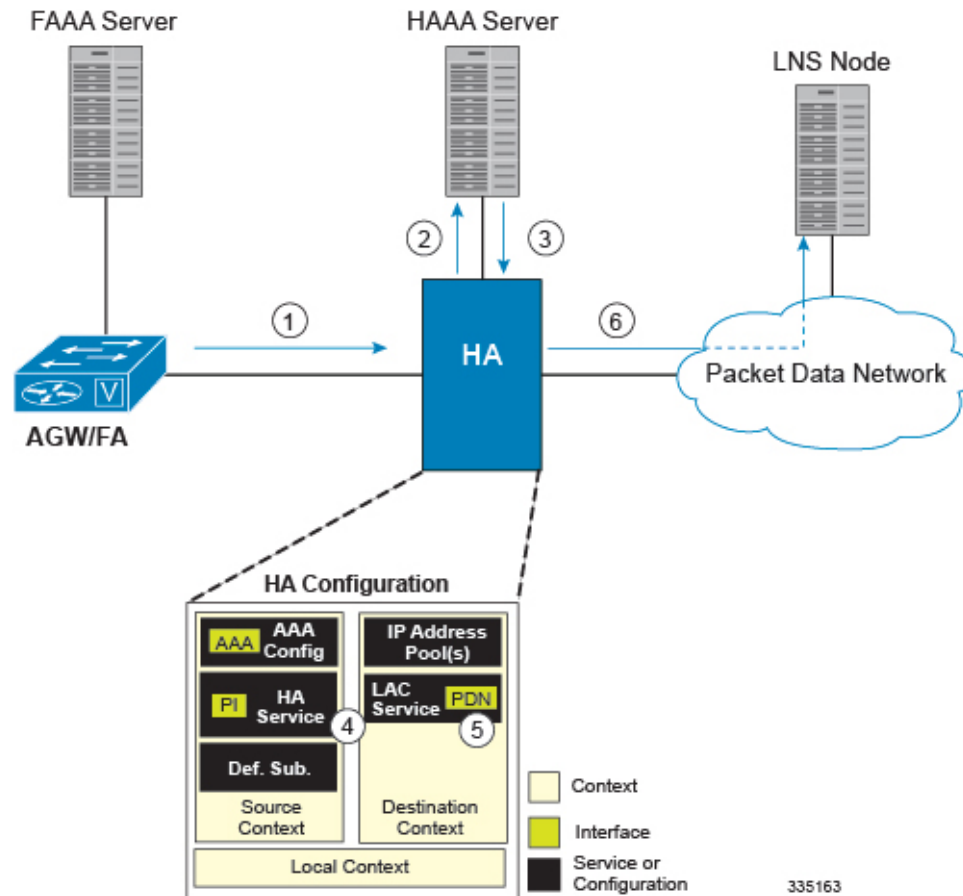 FAAA Server
HAAA Server
LNS Node
2
3
1
6
HA
Packet Data Network
V
AGW/FA
HA Configuration
AAA
AAA
Config
PI
HA
Service
4
Def. Sub.
Source
Context
IP Address
Pool(s)
LAC
Service
PDN
5
Destination
Context
Local Context
Context
Interface
Service or
Configuration
335163